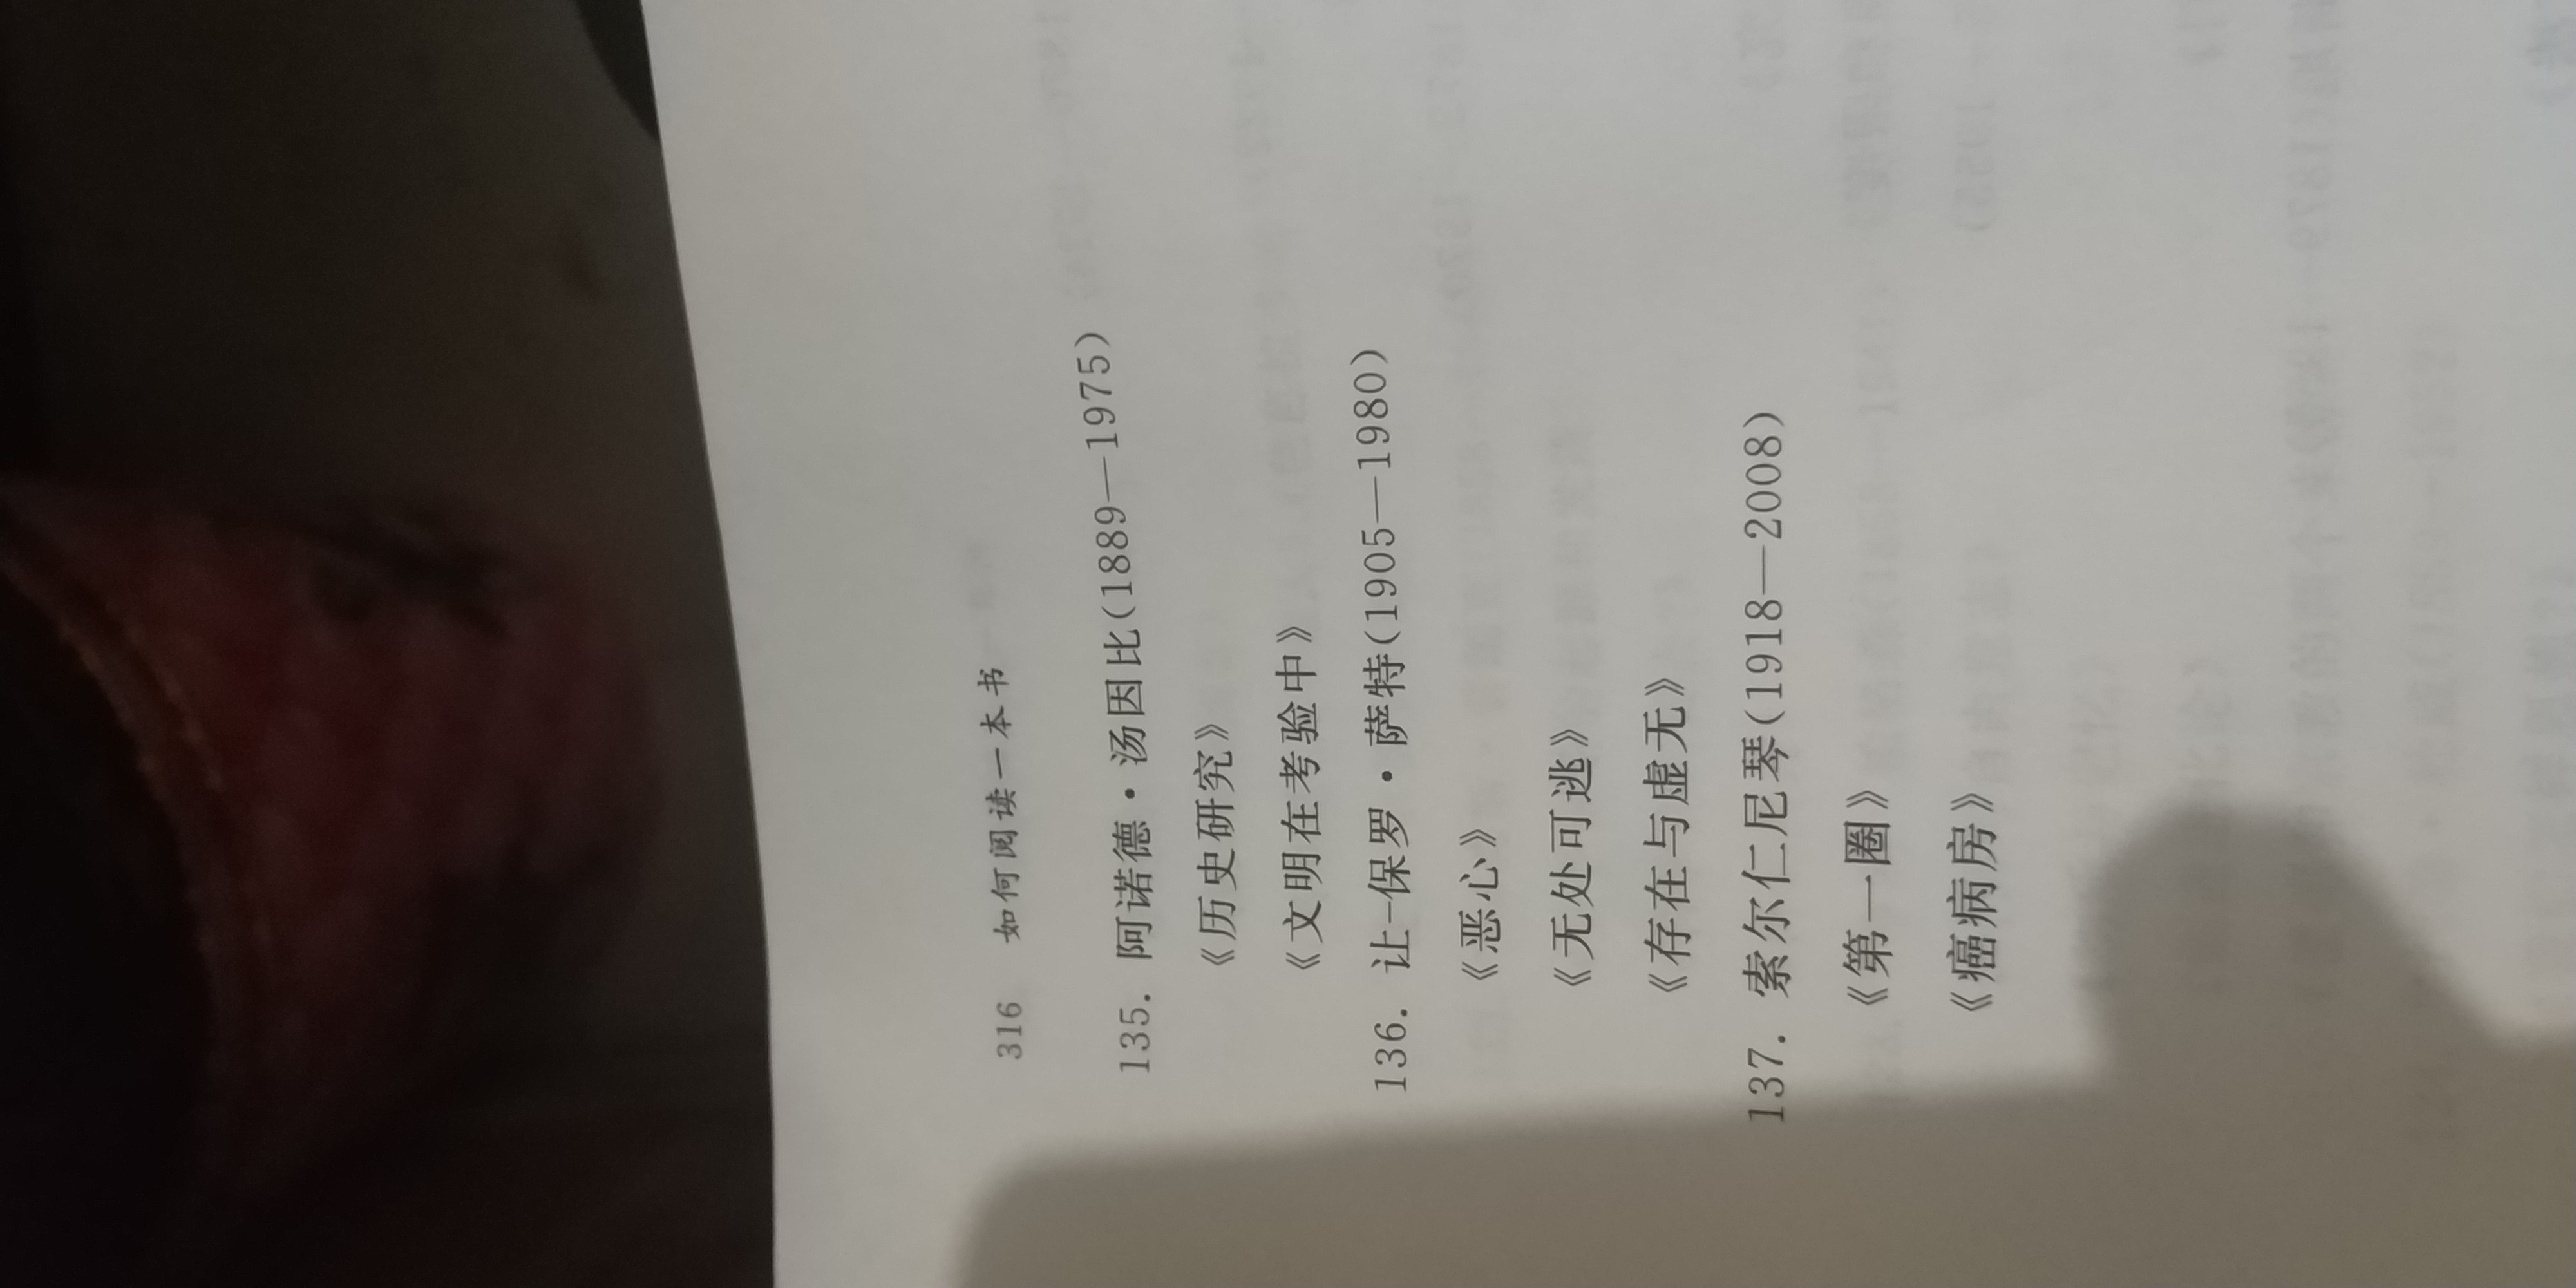 316 如何阅读一本书
135. 阿诺德·汤因比(1889—1975)
《历史研究》
《文明在考验中》
136. 让-保罗·萨特(1905—1980)
《恶心》
《无处可逃》
《存在与虚无》
137. 索尔仁尼琴(1918—2008)
《第一圈》
《癌病房》